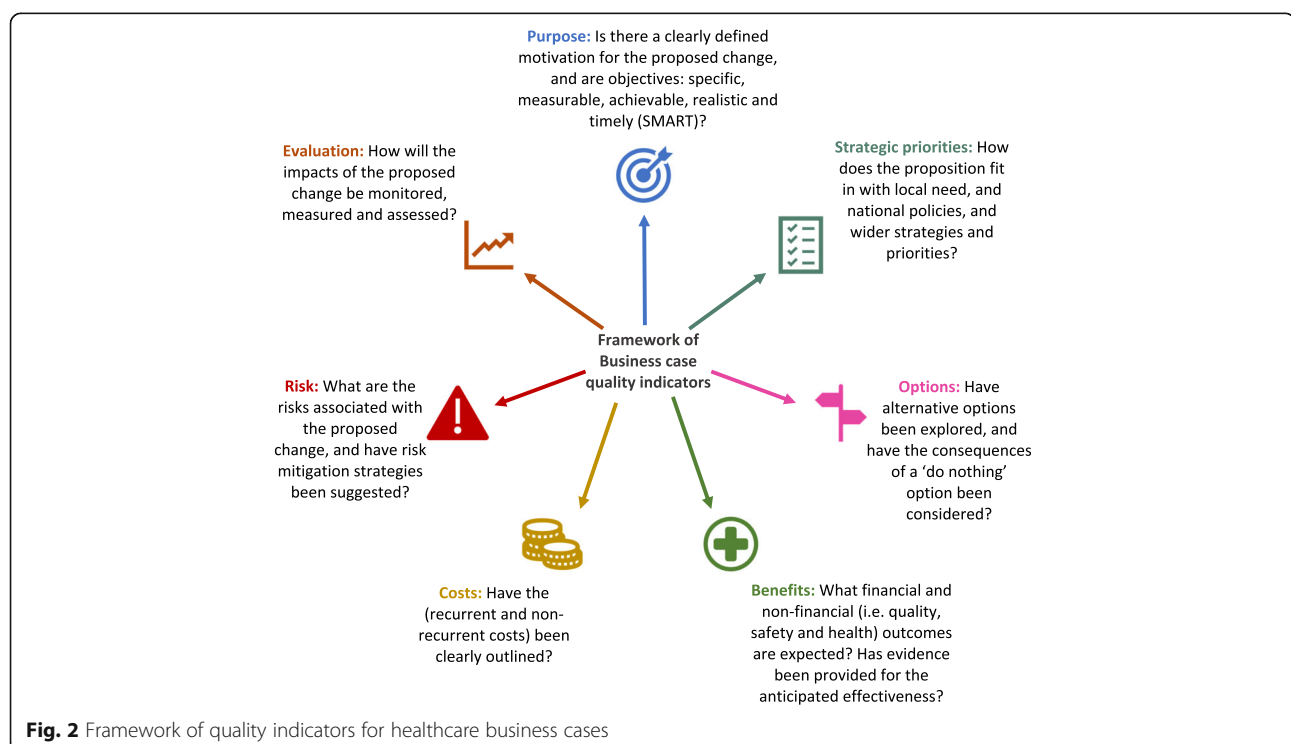 Purpose: Is there a clearly defined
motivation for the proposed change,
and are objectives: specific,
measurable, achievable, realistic and
timely (SMART)?
Evaluation: How will the
impacts of the proposed
change be monitored,
measured and assessed?
Strategic priorities: How
does the proposition fit
in with local need, and
national policies, and
wider strategies and
priorities?
Framework of
Business case
quality indicators
Risk: What are the
risks associated with
the proposed
change, and have risk
mitigation strategies
been suggested?
Options: Have
alternative options
been explored, and
have the consequences
of a ‘do nothing’
option been
considered?
Costs: Have the
(recurrent and non-
recurrent costs) been
clearly outlined?
Benefits: What financial and
non-financial (i.e. quality,
safety and health) outcomes
are expected? Has evidence
been provided for the
anticipated effectiveness?
Fig. 2 Framework of quality indicators for healthcare business cases